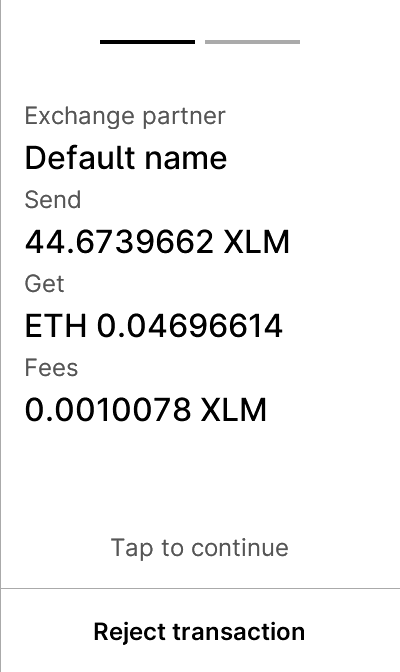 Exchange partner
Default name
Send
44.6739662 XLM
Get
ETH 0.04696614
Fees
0.0010078 XLM
Tap to continue
Reject transaction